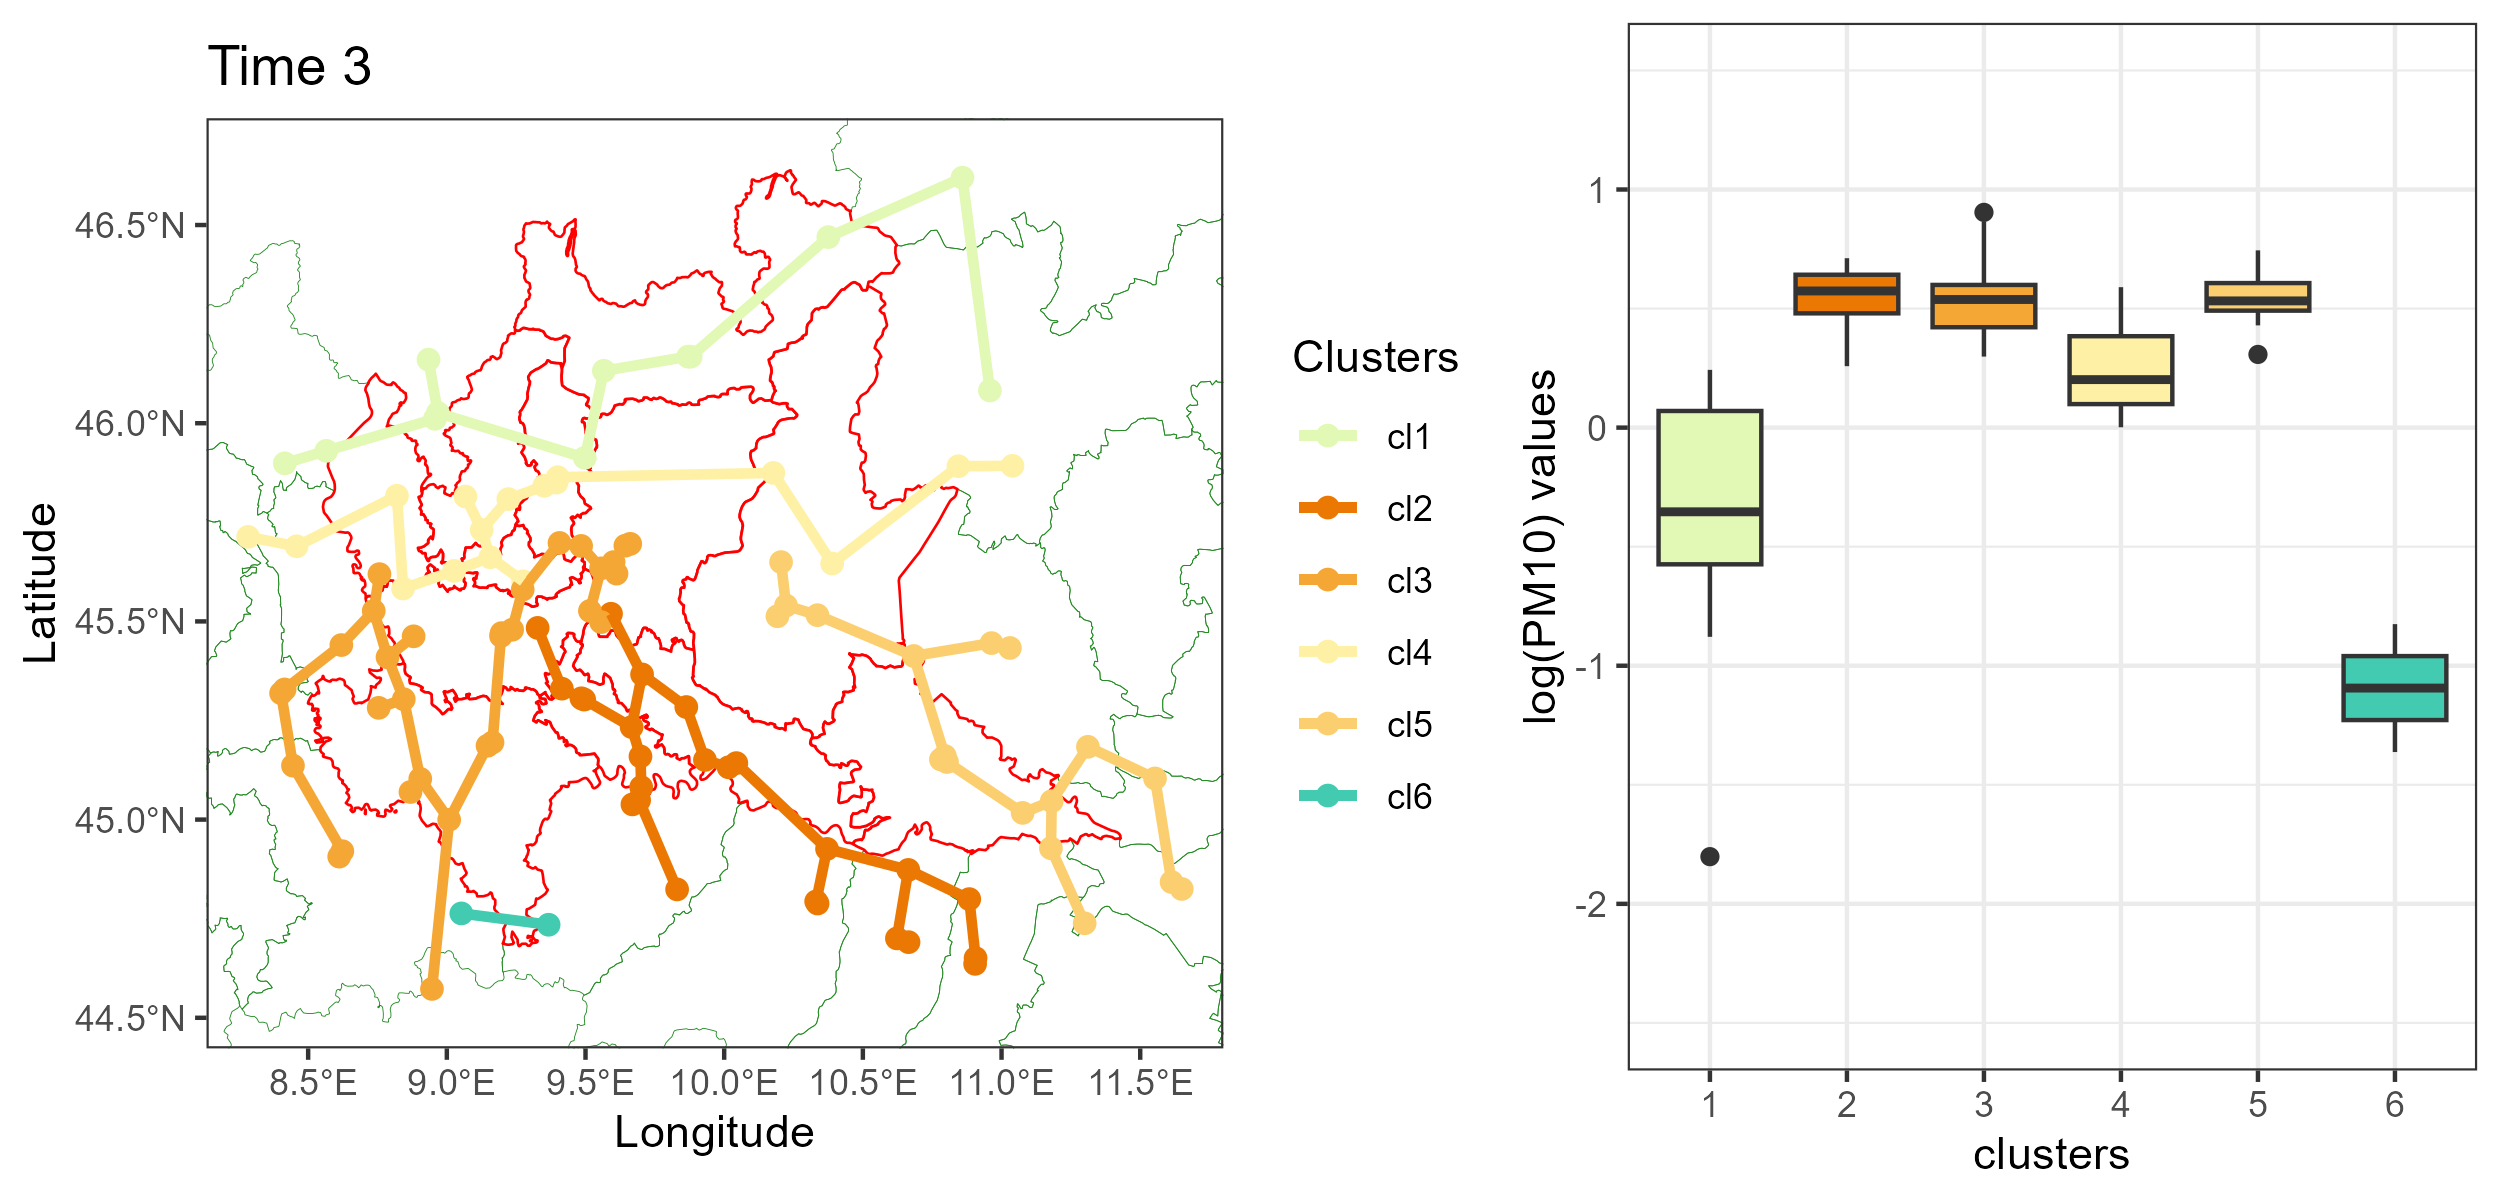 Time 3
46.5°N
46.0°N
45.5°N
45.0°N
44.5°N
Latitude
8.5°E
9.0°E
9.5°E
10.0°E
10.5°E
11.0°E
11.5°E
Longitude
Clusters
cl1
cl2
cl3
cl4
cl5
cl6
log(PM10) values
1
0
-1
-2
1
2
3
4
5
6
clusters